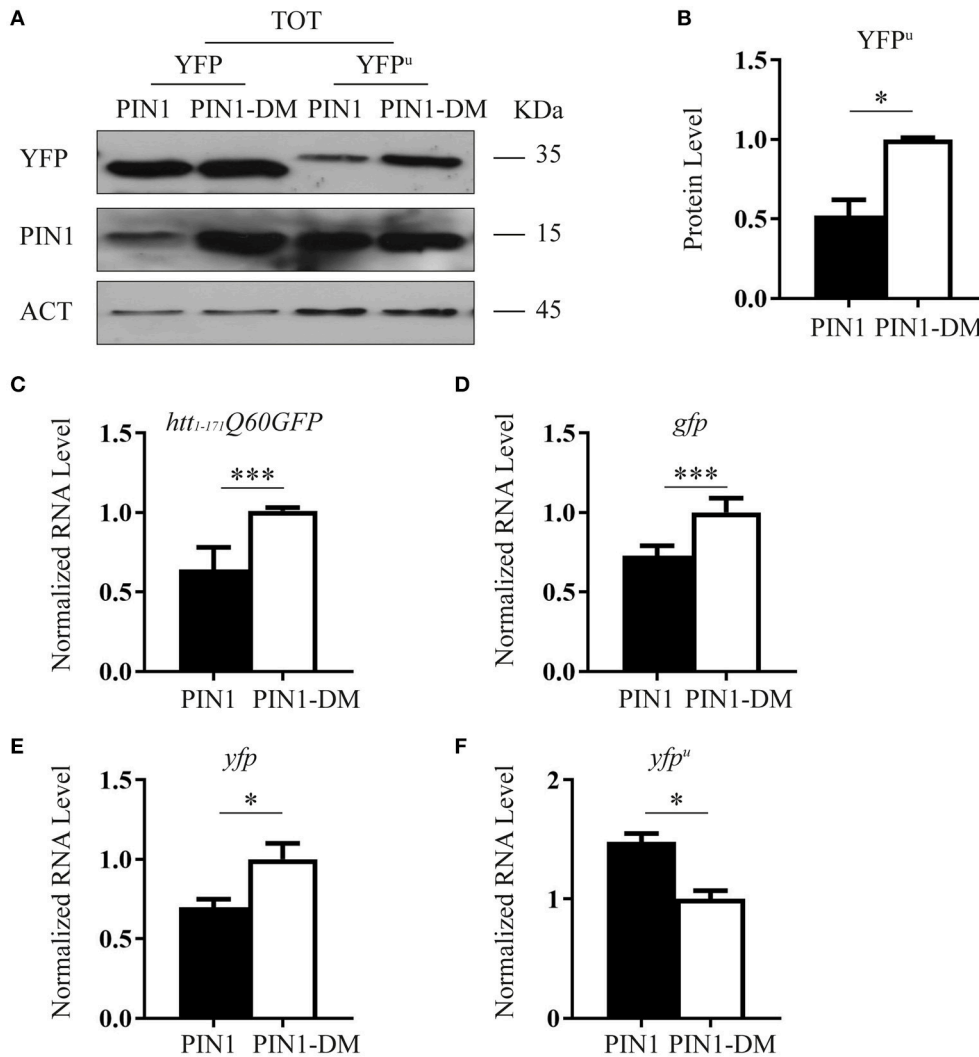 A
TOT
YFP YFPᵘ
PIN1 PIN1-DM PIN1 PIN1-DM KDa
YFP 35
PIN1 15
ACT 45
B
YFPᵘ
*
Protein Level
1.5
1.0
0.5
0.0
PIN1 PIN1-DM
C
htt₁₋₁₇₁Q60GFP
***
Normalized RNA Level
1.5
1.0
0.5
0.0
PIN1 PIN1-DM
D
gfp
***
Normalized RNA Level
1.5
1.0
0.5
0.0
PIN1 PIN1-DM
E
yfp
*
Normalized RNA Level
1.5
1.0
0.5
0.0
PIN1 PIN1-DM
F
yfpᵘ
*
Normalized RNA Level
2
1
0
PIN1 PIN1-DM